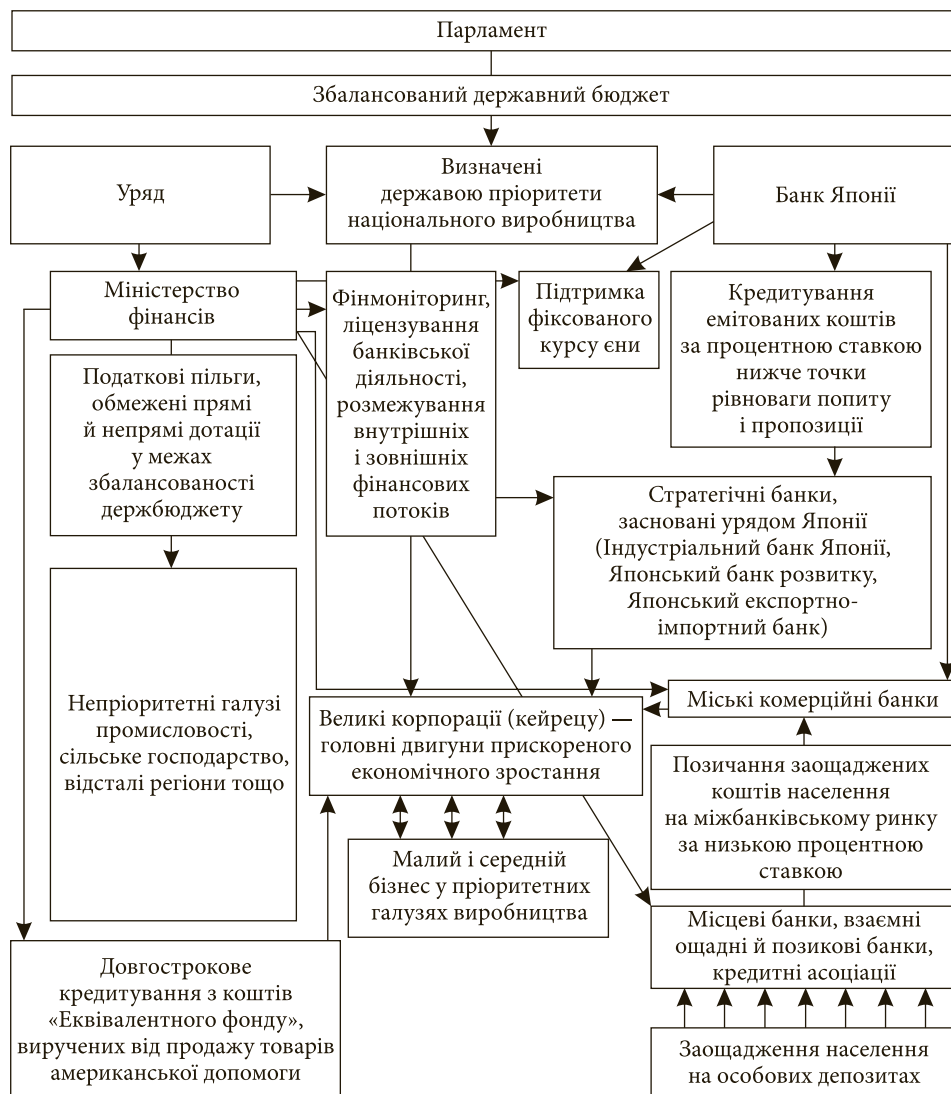 Парламент
Збалансований державний бюджет
Уряд
Визначені
державою пріоритети
національного виробництва
Банк Японії
Міністерство
фінансів
Фінмоніторинг,
ліцензування
банківської
діяльності,
розмежування
внутрішніх
і зовнішніх
фінансових
потоків
Підтримка
фіксованого
курсу єни
Кредитування
емітованих коштів
за процентною ставкою
нижче точки
рівноваги попиту
і пропозиції
Податкові пільги,
обмежені прямі
й непрямі дотації
у межах
збалансованості
держбюджету
Стратегічні банки,
засновані урядом Японії
(Індустріальний банк Японії,
Японський банк розвитку,
Японський експортно-
імпортний банк)
Непріоритетні галузі
промисловості,
сільське господарство,
відсталі регіони тощо
Великі корпорації (кейрецу) —
головні двигуни прискореного
економічного зростання
Міські комерційні банки
Позичання заощаджених
коштів населення
на міжбанківському ринку
за низькою процентною
ставкою
Малий і середній
бізнес у пріоритетних
галузях виробництва
Місцеві банки, взаємні
ощадні й позикові банки,
кредитні асоціації
Довгострокове
кредитування з коштів
«Еквівалентного фонду»,
виручених від продажу товарів
американської допомоги
Заощадження населення
на особових депозитах